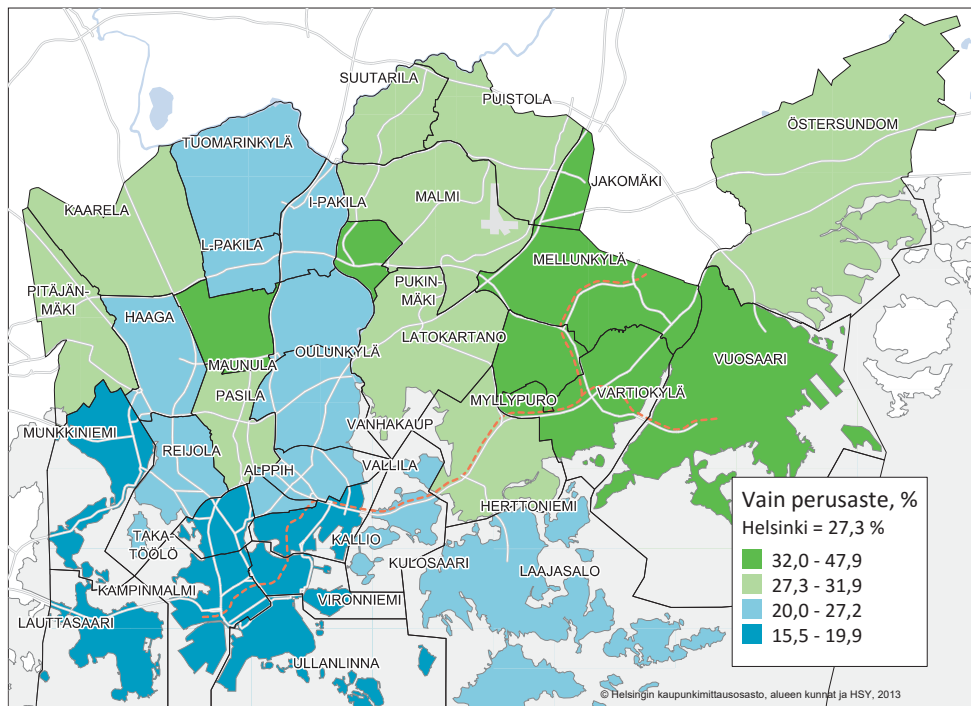 SUUTARILA
PUISTOLA
ÖSTERSUNDOM
TUOMARINKYLÄ
JAKOMÄKI
I-PAKILA
MALMI
KAARELA
L-PAKILA
MELLUNKYLÄ
PITÄJÄN-
MÄKI
PUKIN-
MÄKI
HAAGA
LATOKARTANO
OULUNKYLÄ
VUOSAARI
MAUNULA
PASILA
MYLLYPURO
VARTIOKYLÄ
VANHAKAUP
MUNKKINIEMI
REIJOLA
ALPPIH
VALLILA
HERTTONIEMI
TAKA-
TÖÖLÖ
KALLIO
KULOSAARI
LAAJASALO
KAMPINMALMI
VIRONNIEMI
LAUTTASAARI
ULLANLINNA
Vain perusaste, %
Helsinki = 27,3 %
32,0 - 47,9
27,3 - 31,9
20,0 - 27,2
15,5 - 19,9
© Helsingin kaupunkimittausosasto, alueen kunnat ja HSY, 2013